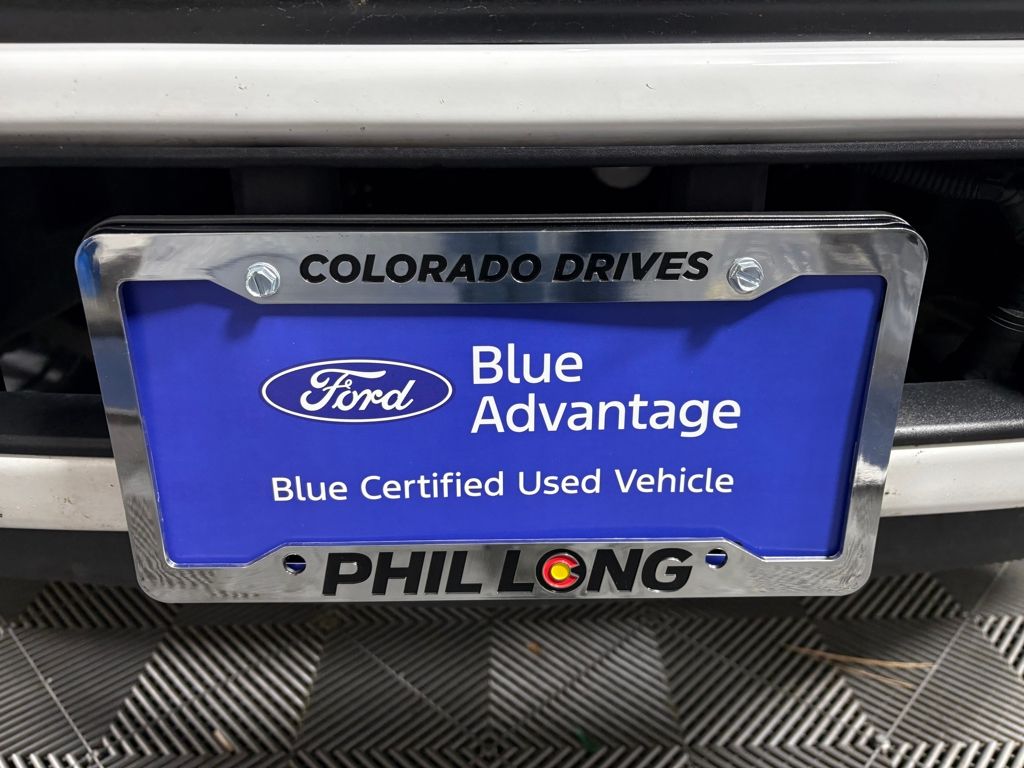 COLORADO DRIVES
Ford
Blue
Advantage
Blue Certified Used Vehicle
PHIL LONG